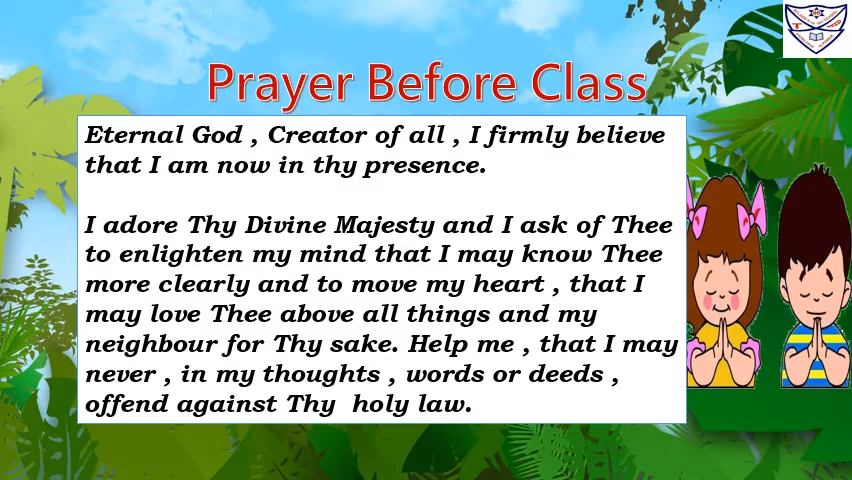 Prayer Before Class
Eternal God , Creator of all , I firmly believe
that I am now in thy presence.
I adore Thy Divine Majesty and I ask of Thee
to enlighten my mind that I may know Thee
more clearly and to move my heart , that I
may love Thee above all things and my
neighbour for Thy sake. Help me , that I may
never , in my thoughts , words or deeds ,
offend against Thy  holy law.